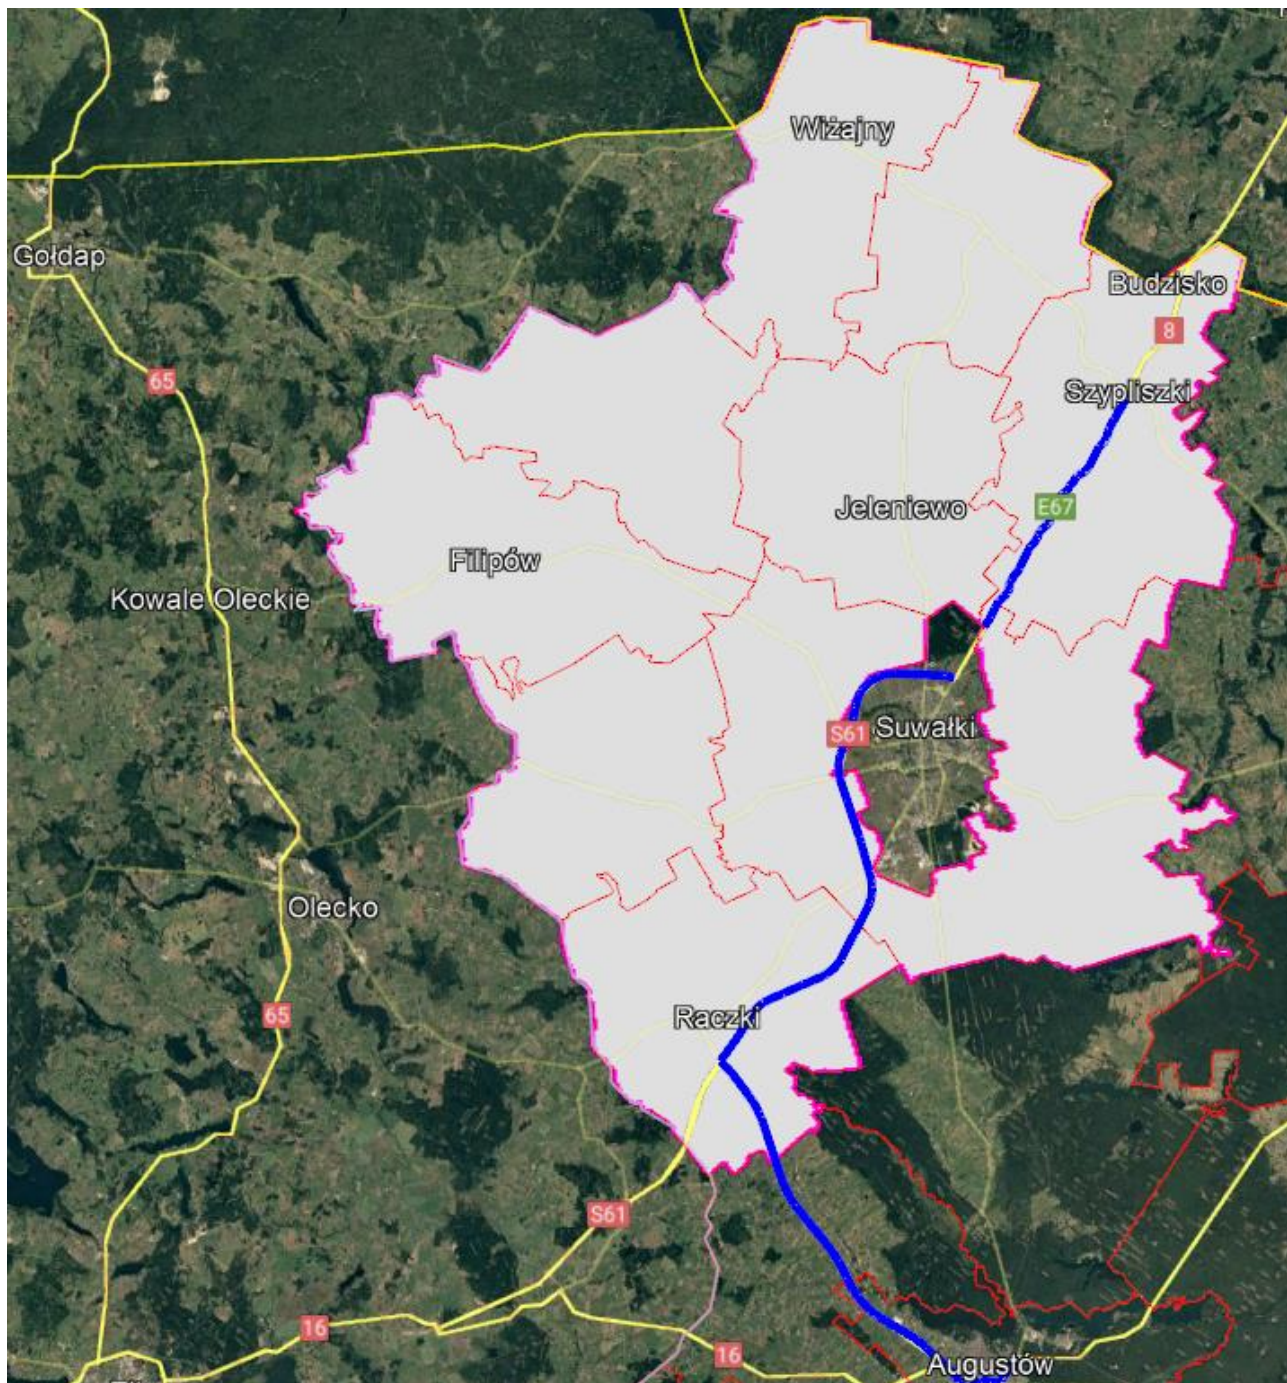 Wiżajny
Gołdap
Budzisko
8
65
Szypliszki
Jeleniewo
E67
Filipów
Kowale Oleckie
S61
Suwałki
Olecko
65
Raczki
S61
16
16
Augustów